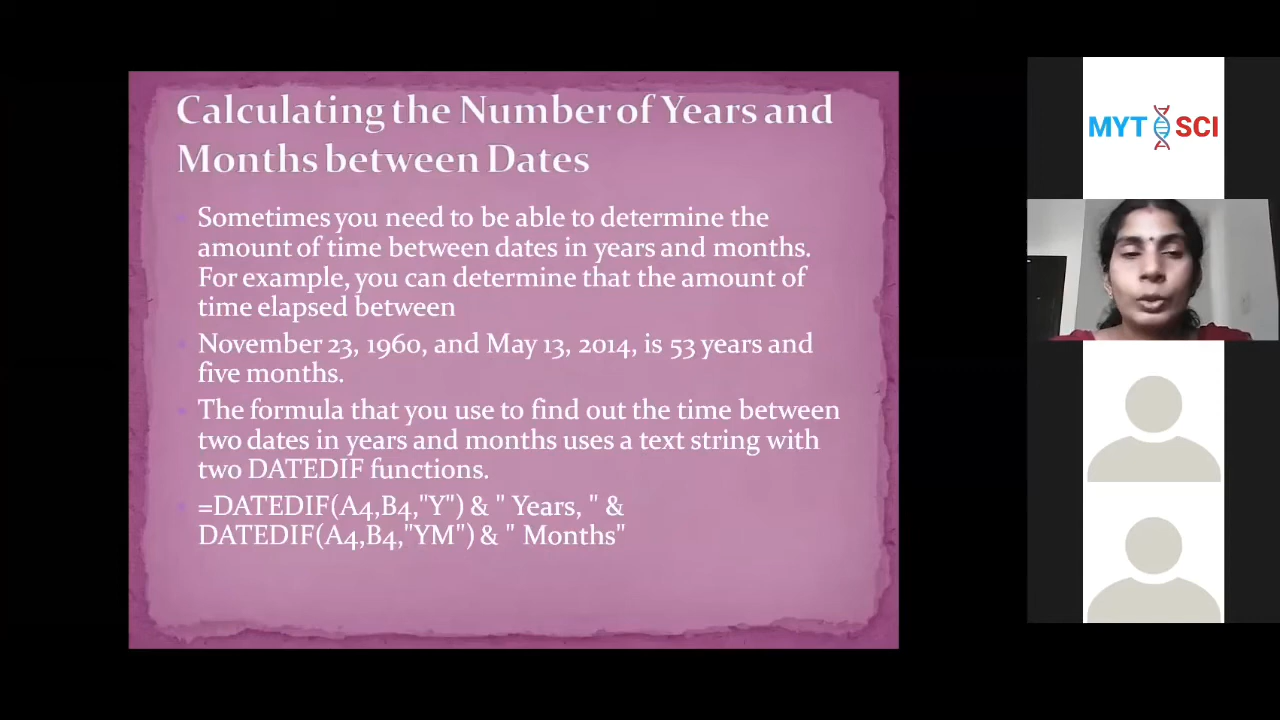 Calculating the Number of Years and
Months between Dates
Sometimes you need to be able to determine the
amount of time between dates in years and months.
For example, you can determine that the amount of
time elapsed between
November 23, 1960, and May 13, 2014, is 53 years and
five months.
The formula that you use to find out the time between
two dates in years and months uses a text string with
two DATEDIF functions.
=DATEDIF(A4,B4,"Y") & " Years, " &
DATEDIF(A4,B4,"YM") & " Months"
MYT SCI